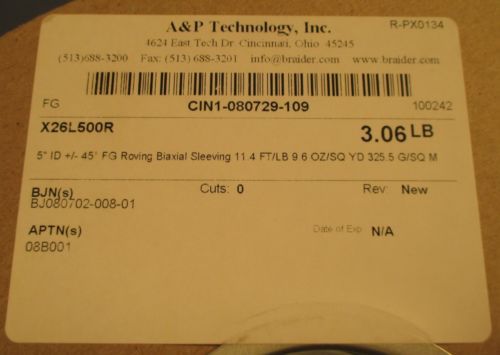 A&P Technology, Inc.
R-PX0134
4624 East Tech Dr. Cincinnati, Ohio 45245
(513)688-3200 Fax: (513) 688-3201 info@braider.com www.braider.com
FG CIN1-080729-109 100242
X26L500R 3.06 LB
5" ID +/- 45° FG Roving Biaxial Sleeving 11.4 FT/LB 9.6 OZ/SQ YD 325.5 G/SQ M
BJN(s) Cuts: 0 Rev: New
BJ080702-008-01
APTN(s) Date of Exp: N/A
08B001